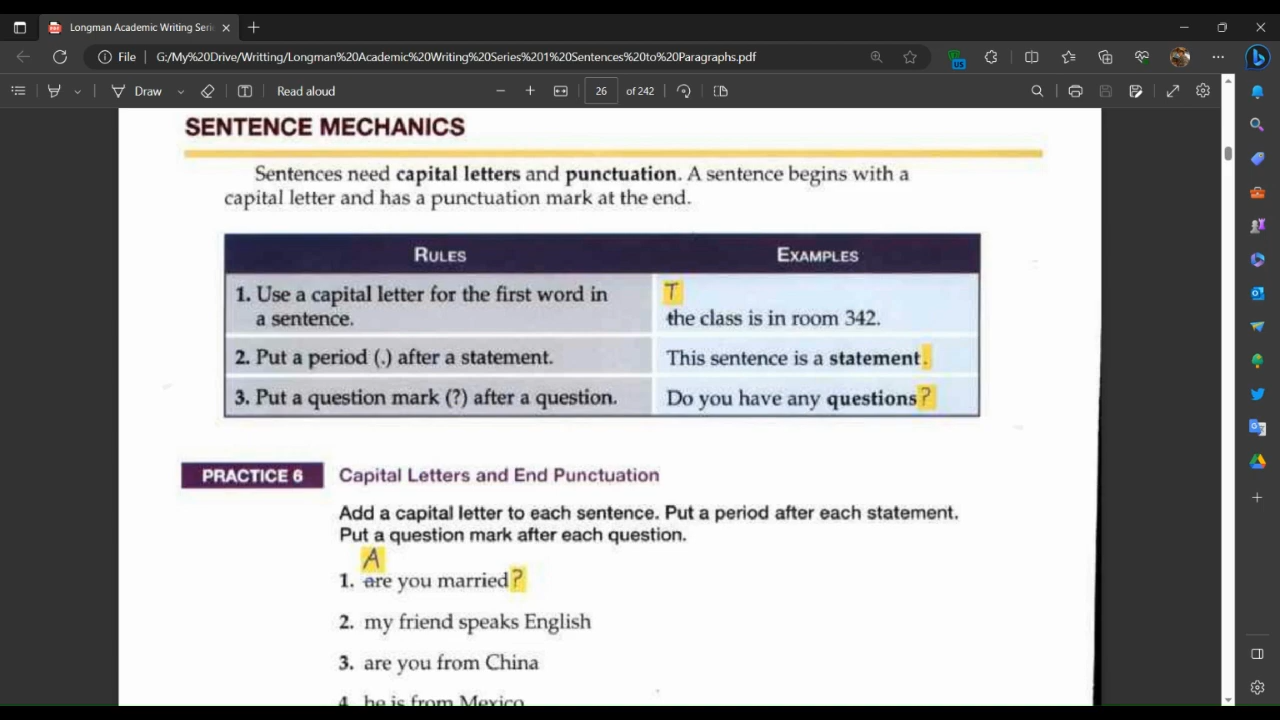 Longman Academic Writing Seri
File
G:/My%20Drive/Writting/Longman%20Academic%20Writing%20Series%201%20Sentences%20to%20Paragraphs.pdf
US
Draw
Read aloud
26 of 242
SENTENCE MECHANICS
Sentences need capital letters and punctuation. A sentence begins with a
capital letter and has a punctuation mark at the end.
RULES EXAMPLES
1. Use a capital letter for the first word in
a sentence.
T
the class is in room 342.
2. Put a period (.) after a statement. This sentence is a statement.
3. Put a question mark (?) after a question. Do you have any questions?
PRACTICE 6 Capital Letters and End Punctuation
Add a capital letter to each sentence. Put a period after each statement.
Put a question mark after each question.
A
1. are you married?
2. my friend speaks English
3. are you from China
4. he is from Mexico